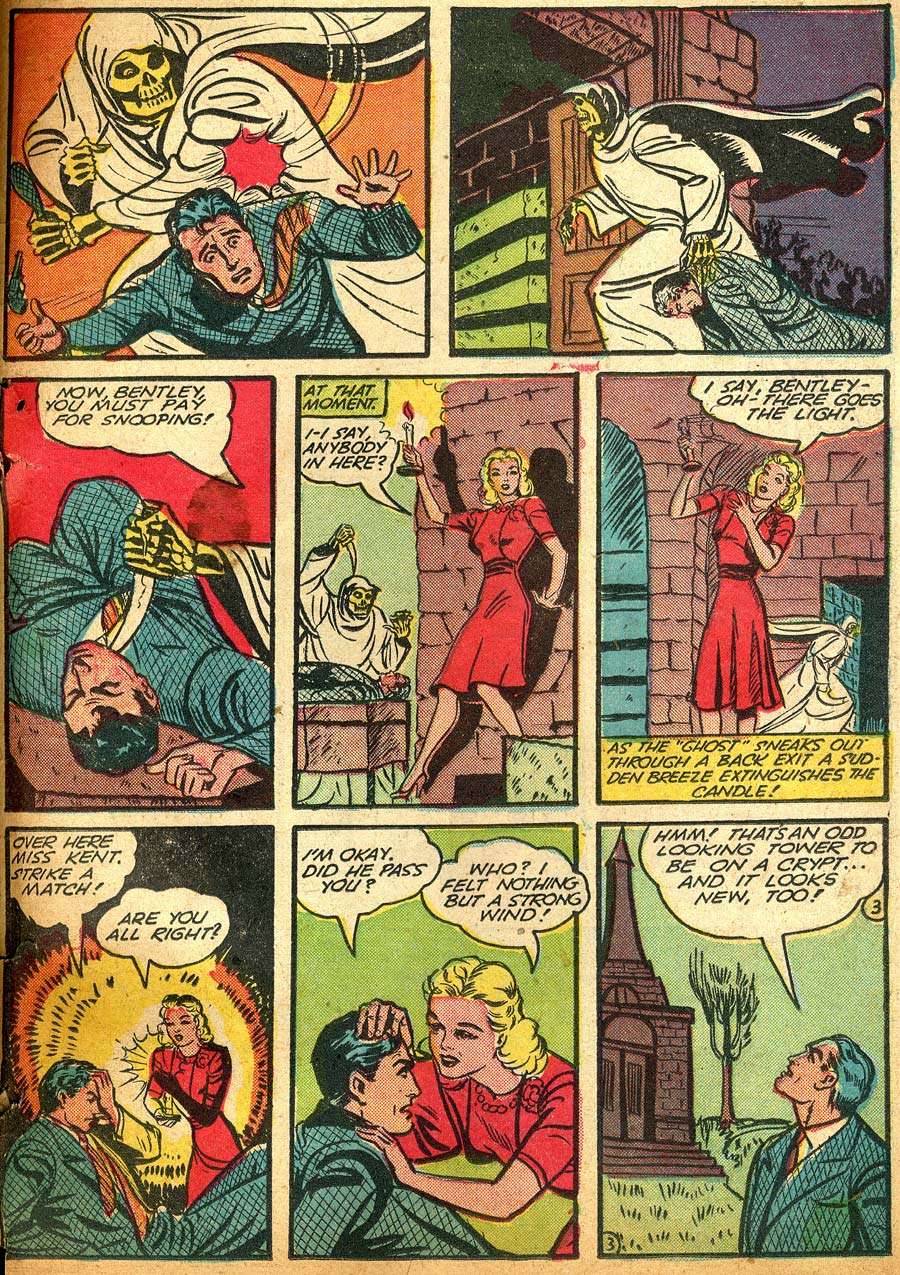 NOW, BENTLEY,
YOU MUST PAY
FOR SNOOPING!
AT THAT
MOMENT.
I-I SAY,
ANYBODY
IN HERE?
I SAY, BENTLEY-
OH-THERE GOES
THE LIGHT.
AS THE "GHOST" SNEAKS OUT
THROUGH A BACK EXIT A SUD-
DEN BREEZE EXTINGUISHES THE
CANDLE!
OVER HERE
MISS KENT.
STRIKE A
MATCH!
ARE YOU
ALL RIGHT?
I'M OKAY.
DID HE PASS
YOU?
WHO? I
FELT NOTHING
BUT A STRONG
WIND!
HMM! THAT'S AN ODD
LOOKING TOWER TO
BE ON A CRYPT...
AND IT LOOKS
NEW, TOO!
3
3